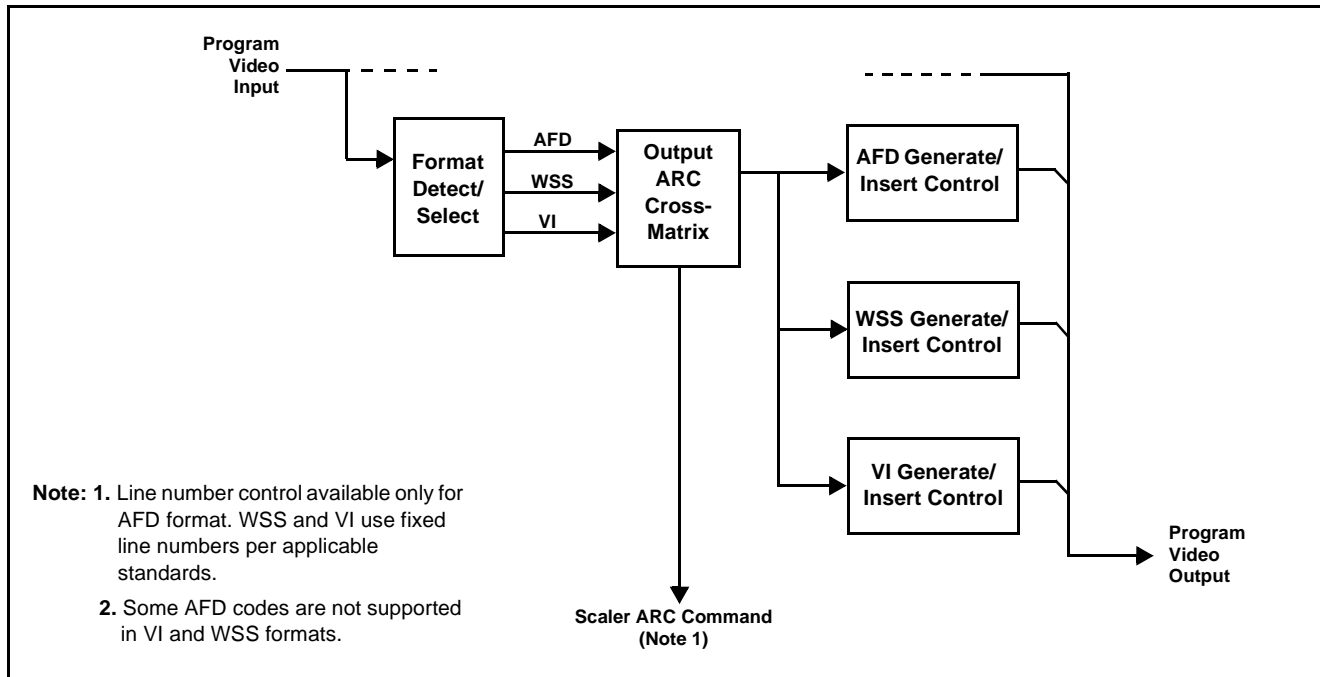 Program
Video
Input
Format
Detect/
Select
AFD
WSS
VI
Output
ARC
Cross-
Matrix
AFD Generate/
Insert Control
WSS Generate/
Insert Control
VI Generate/
Insert Control
Program
Video
Output
Scaler ARC Command
(Note 1)
Note: 1. Line number control available only for
AFD format. WSS and VI use fixed
line numbers per applicable
standards.
2. Some AFD codes are not supported
in VI and WSS formats.